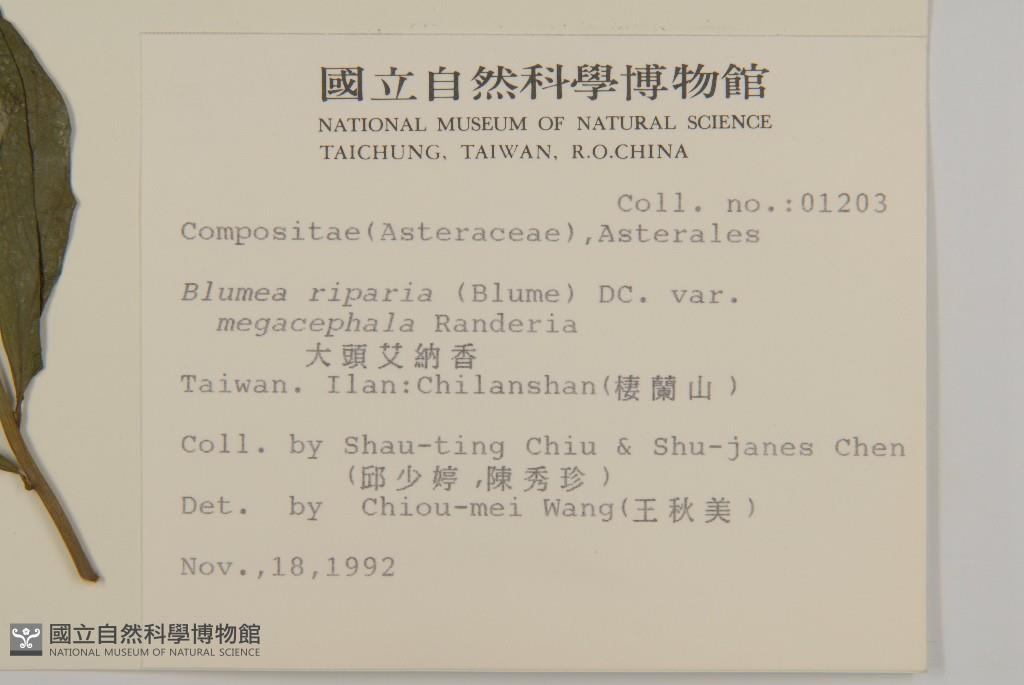 國立自然科學博物館
NATIONAL MUSEUM OF NATURAL SCIENCE
TAICHUNG, TAIWAN, R.O.CHINA
Coll. no.:01203
Compositae(Asteraceae),Asterales
Blumea riparia (Blume) DC. var.
megacephala Randeria
大頭艾納香
Taiwan. Ilan:Chilanshan(棲蘭山)
Coll. by Shau-ting Chiu & Shu-janes Chen
(邱少婷,陳秀珍)
Det. by Chiou-mei Wang(王秋美)
Nov.,18,1992
國立自然科學博物館
NATIONAL MUSEUM OF NATURAL SCIENCE